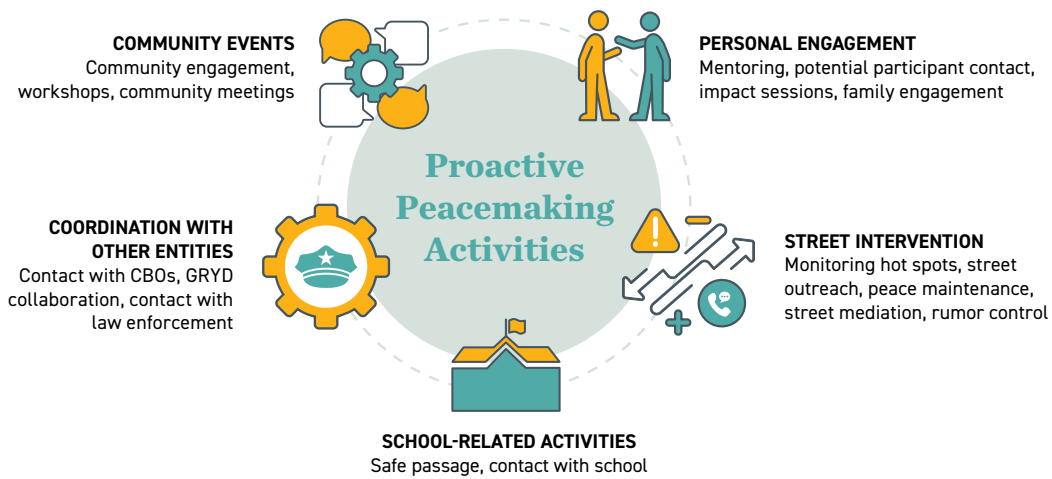 COMMUNITY EVENTS
Community engagement,
workshops, community meetings
PERSONAL ENGAGEMENT
Mentoring, potential participant contact,
impact sessions, family engagement
Proactive
Peacemaking
Activities
COORDINATION WITH
OTHER ENTITIES
Contact with CBOs, GRYD
collaboration, contact with
law enforcement
STREET INTERVENTION
Monitoring hot spots, street
outreach, peace maintenance,
street mediation, rumor control
SCHOOL-RELATED ACTIVITIES
Safe passage, contact with school